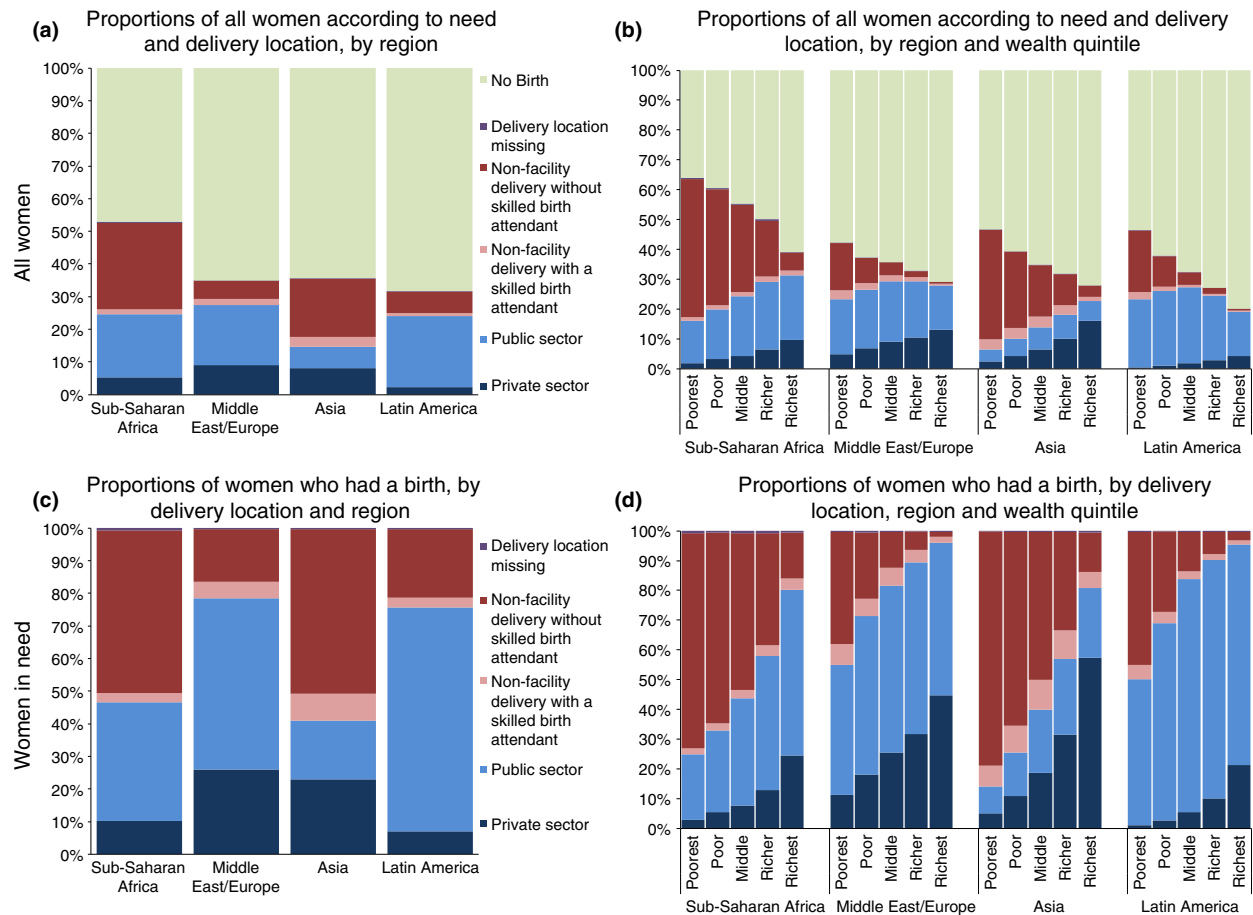 (a)
Proportions of all women according to need
and delivery location, by region
100%
90%
80%
70%
60%
50%
40%
30%
20%
10%
0%
All women
Sub-Saharan
Africa
Middle
East/Europe
Asia
Latin America
No Birth
Delivery location
missing
Non-facility
delivery without
skilled birth
attendant
Non-facility
delivery with a
skilled birth
attendant
Public sector
Private sector
(b)
Proportions of all women according to need and delivery
location, by region and wealth quintile
100%
90%
80%
70%
60%
50%
40%
30%
20%
10%
0%
Poorest
Poor
Middle
Richer
Richest
Poorest
Poor
Middle
Richer
Richest
Poorest
Poor
Middle
Richer
Richest
Poorest
Poor
Middle
Richer
Richest
Sub-Saharan Africa
Middle East/Europe
Asia
Latin America
(c)
Proportions of women who had a birth, by
delivery location and region
100%
90%
80%
70%
60%
50%
40%
30%
20%
10%
0%
Women in need
Sub-Saharan
Africa
Middle
East/Europe
Asia
Latin America
Delivery location
missing
Non-facility
delivery without
skilled birth
attendant
Non-facility
delivery with a
skilled birth
attendant
Public sector
Private sector
(d)
Proportions of women who had a birth, by delivery
location, region and wealth quintile
100%
90%
80%
70%
60%
50%
40%
30%
20%
10%
0%
Poorest
Poor
Middle
Richer
Richest
Poorest
Poor
Middle
Richer
Richest
Poorest
Poor
Middle
Richer
Richest
Poorest
Poor
Middle
Richer
Richest
Sub-Saharan Africa
Middle East/Europe
Asia
Latin America